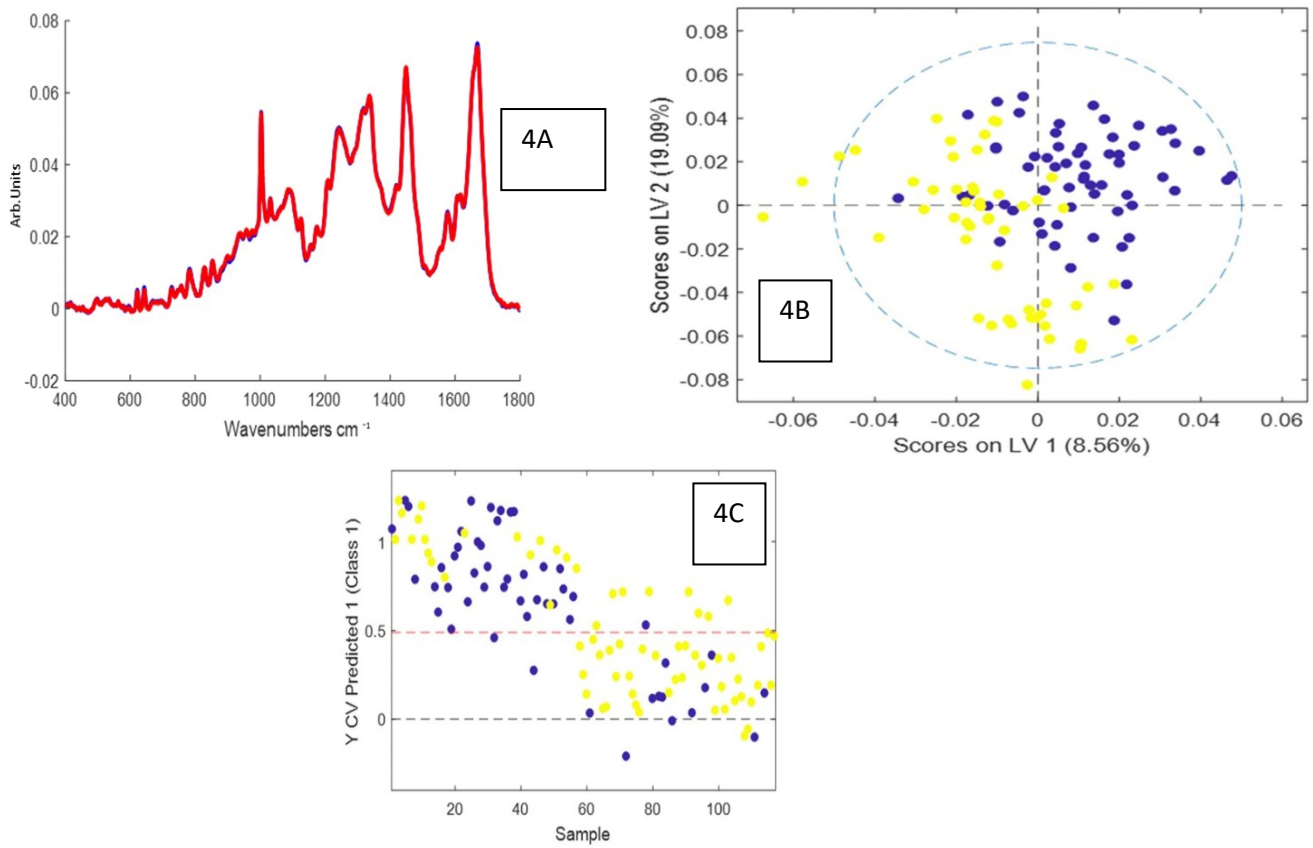 0.08
0.06
0.04
0.02
0
-0.02
Arb.Units
4A
400 600 800 1000 1200 1400 1600 1800
Wavenumbers cm -1
0.08
0.06
0.04
0.02
0
-0.02
-0.04
-0.06
-0.08
Scores on LV 2 (19.09%)
4B
-0.06 -0.04 -0.02 0 0.02 0.04 0.06
Scores on LV 1 (8.56%)
1
0.5
0
Y CV Predicted 1 (Class 1)
4C
20 40 60 80 100
Sample